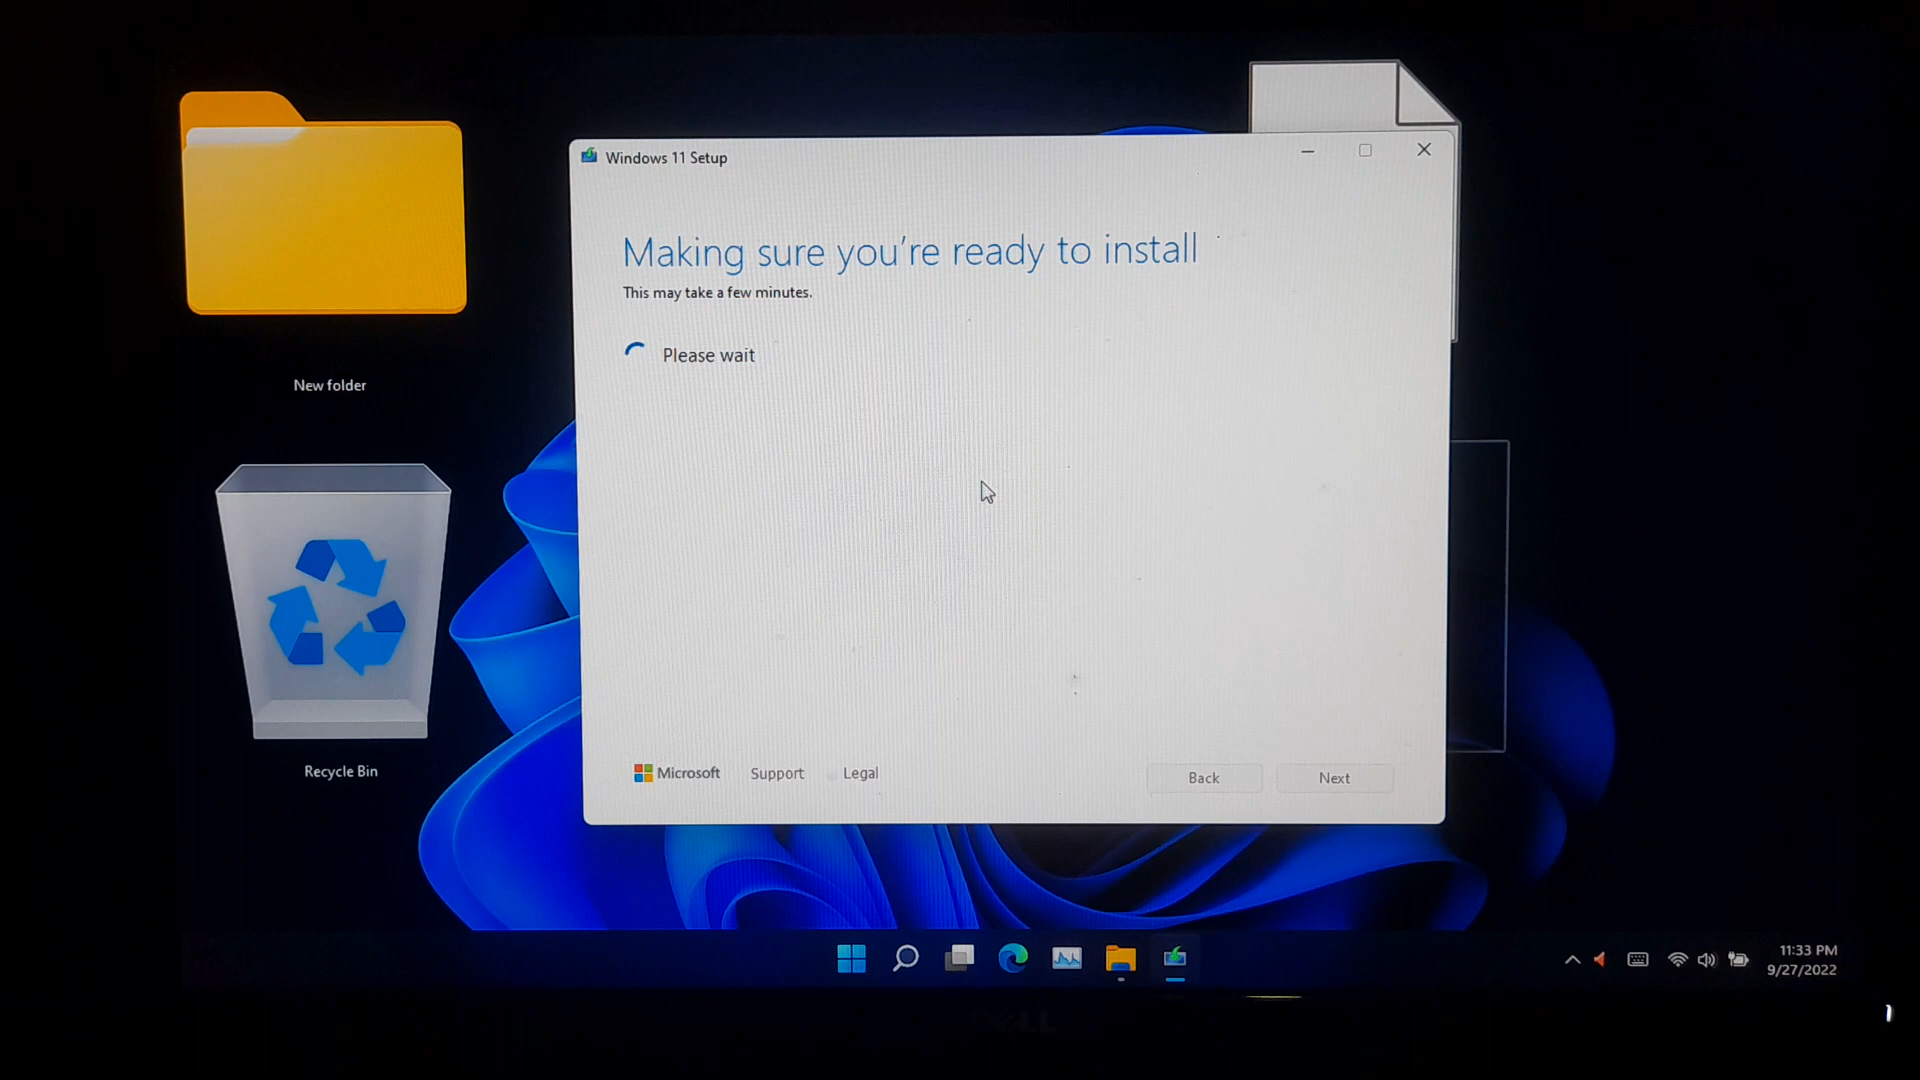 Windows 11 Setup
Making sure you're ready to install
This may take a few minutes.
Please wait
New folder
Recycle Bin
Microsoft Support Legal
Back Next
11:33 PM
9/27/2022
DELL